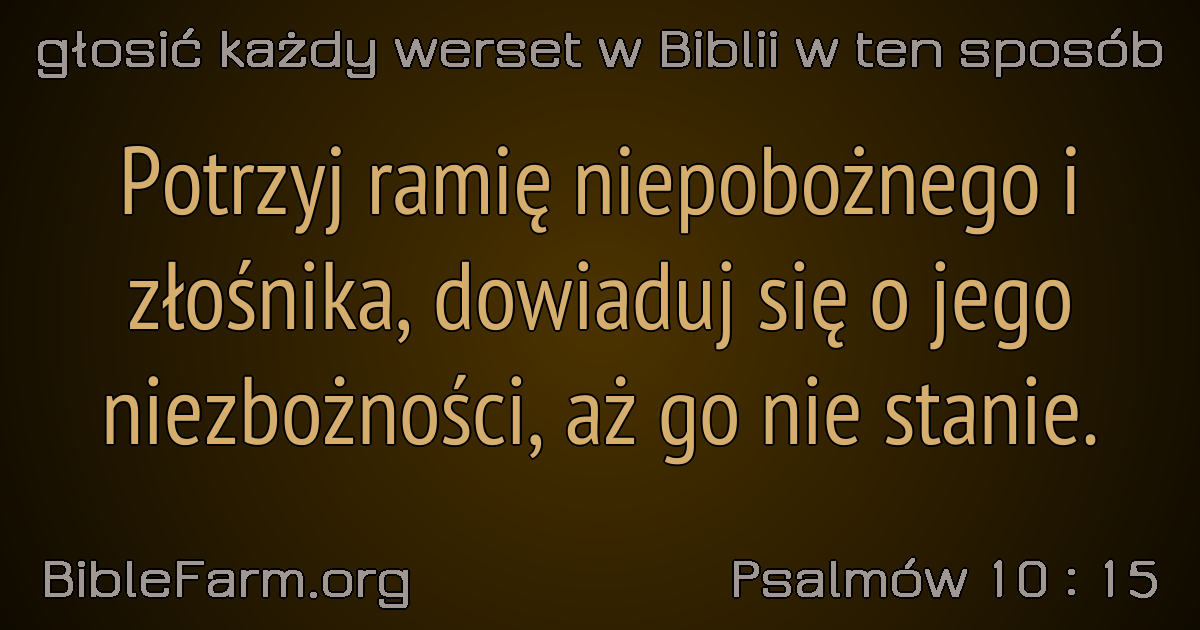 głosić każdy werset w Biblii w ten sposób
Potrzyj ramię niepobożnego i
złośnika, dowiaduj się o jego
niezbożności, aż go nie stanie.
BibleFarm.org
Psalmów 10 : 15